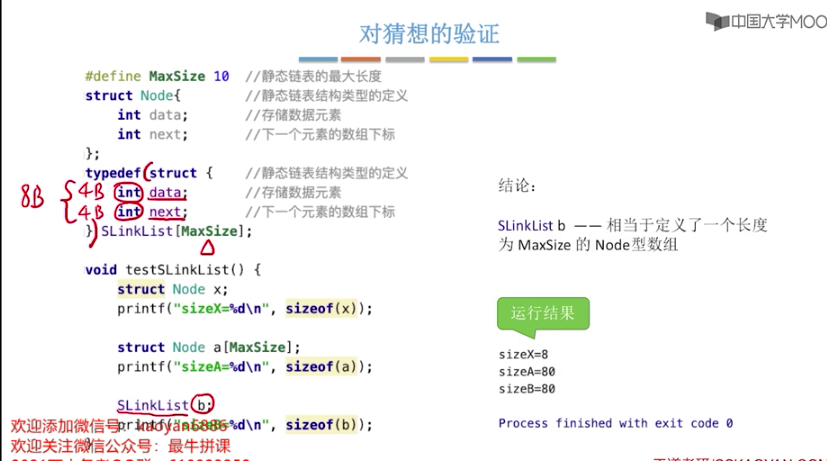 对猜想的验证
中国大学MOO
#define MaxSize 10 //静态链表的最大长度
struct Node{ //静态链表结构类型的定义
int data; //存储数据元素
int next; //下一个元素的数组下标
};
typedef struct { //静态链表结构类型的定义
8B
4B int data; //存储数据元素
4B int next; //下一个元素的数组下标
} SLinkList[MaxSize];
void testSLinkList() {
struct Node x;
printf("sizeX=%d\n", sizeof(x));
struct Node a[MaxSize];
printf("sizeA=%d\n", sizeof(a));
SLinkList b;
sizeof(b));
}
结论：
SLinkList b —— 相当于定义了一个长度
为 MaxSize 的 Node型数组
运行结果
sizeX=8
sizeA=80
sizeB=80
Process finished with exit code 0
欢迎添加微信号：kaoyan6886
欢迎关注微信公众号：最牛拼课